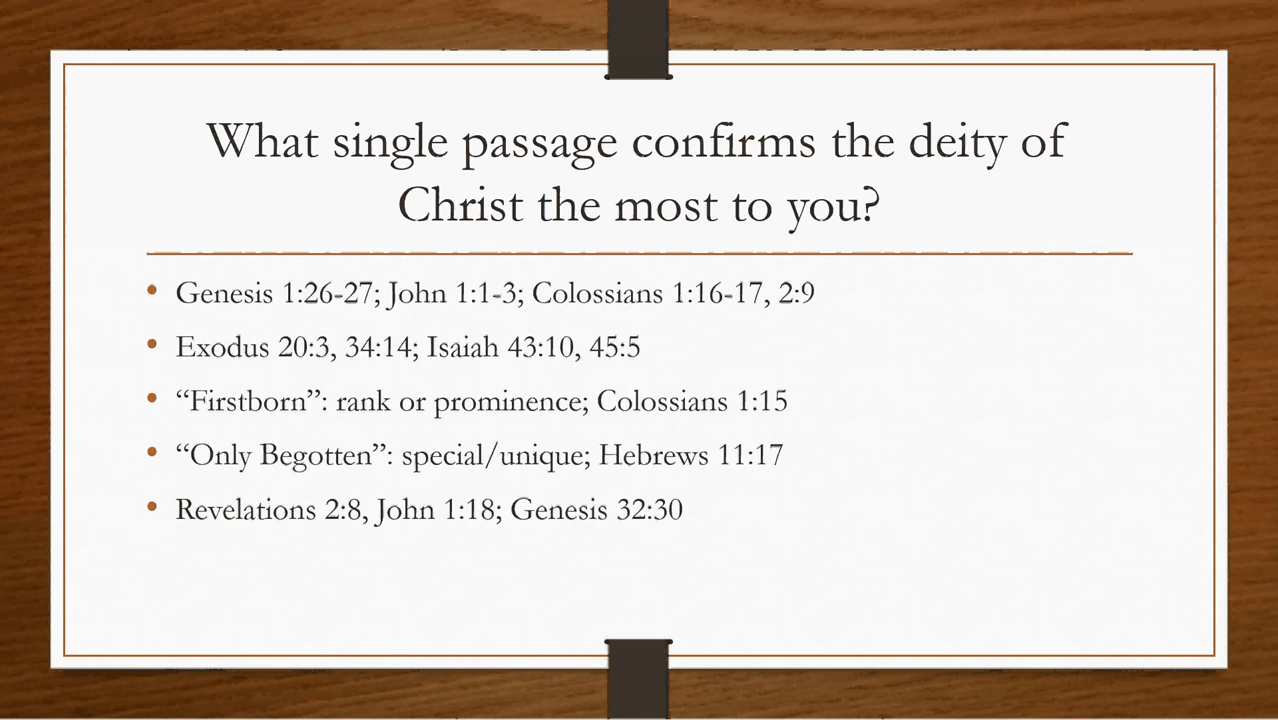 What single passage confirms the deity of
Christ the most to you?
• Genesis 1:26-27; John 1:1-3; Colossians 1:16-17, 2:9
• Exodus 20:3, 34:14; Isaiah 43:10, 45:5
• “Firstborn”: rank or prominence; Colossians 1:15
• “Only Begotten”: special/unique; Hebrews 11:17
• Revelations 2:8, John 1:18; Genesis 32:30